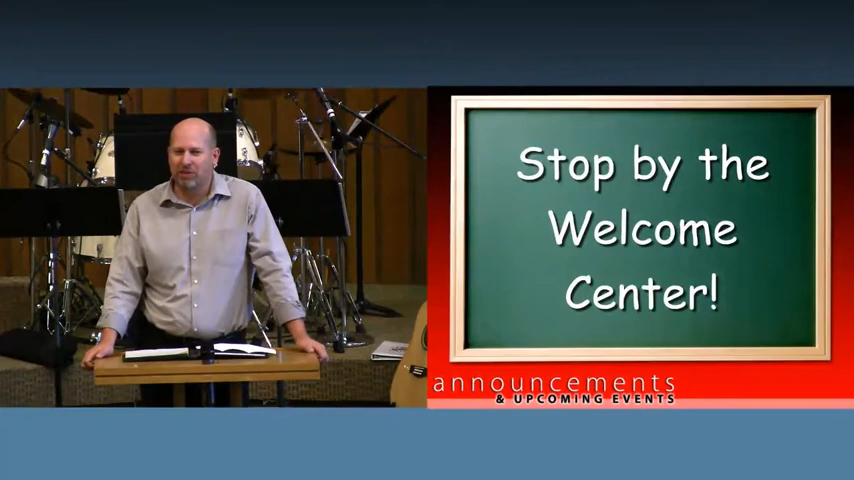 Stop by the
Welcome
Center!
announcements
& UPCOMING EVENTS